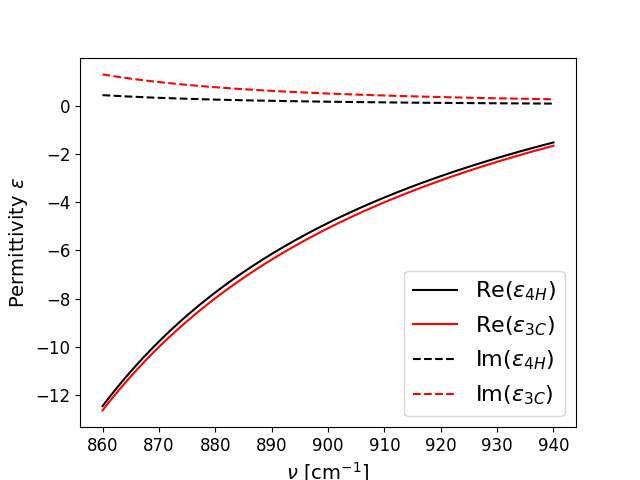 Permittivity ε
0
−2
−4
−6
−8
−10
−12
860 870 880 890 900 910 920 930 940
ν [cm⁻¹]
Re(ε₄H)
Re(ε₃C)
Im(ε₄H)
Im(ε₃C)